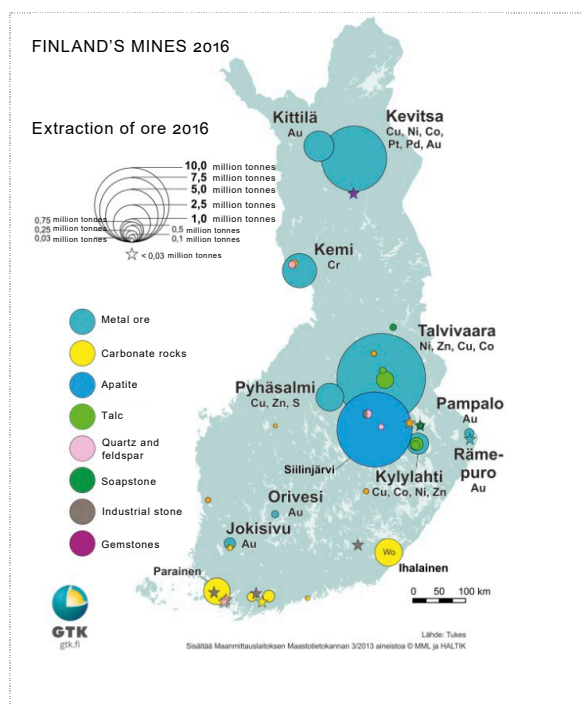 FINLAND'S MINES 2016
Extraction of ore 2016
10,0 million tonnes
7,5 million tonnes
5,0 million tonnes
2,5 million tonnes
1,0 million tonnes
0,75 million tonnes
0,25 million tonnes
0,03 million tonnes
0,5 million tonnes
0,1 million tonnes
< 0,03 million tonnes
Metal ore
Carbonate rocks
Apatite
Talc
Quartz and
feldspar
Soapstone
Industrial stone
Gemstones
Kittilä
Au
Kevitsa
Cu, Ni, Co,
Pt, Pd, Au
Kemi
Cr
Talvivaara
Ni, Zn, Cu, Co
Pyhäsalmi
Cu, Zn, S
Pampalo
Au
Siilinjärvi
Räme-
puro
Au
Kylylahti
Cu, Co, Ni, Zn
Orivesi
Au
Jokisivu
Au
Wo
Ihalainen
Parainen
0 50 100 km
GTK
gtk.fi
Lähde: Tukes
Sisältää Maanmittauslaitoksen Maastotietokannan 3/2013 aineistoa © MML ja HALTIK